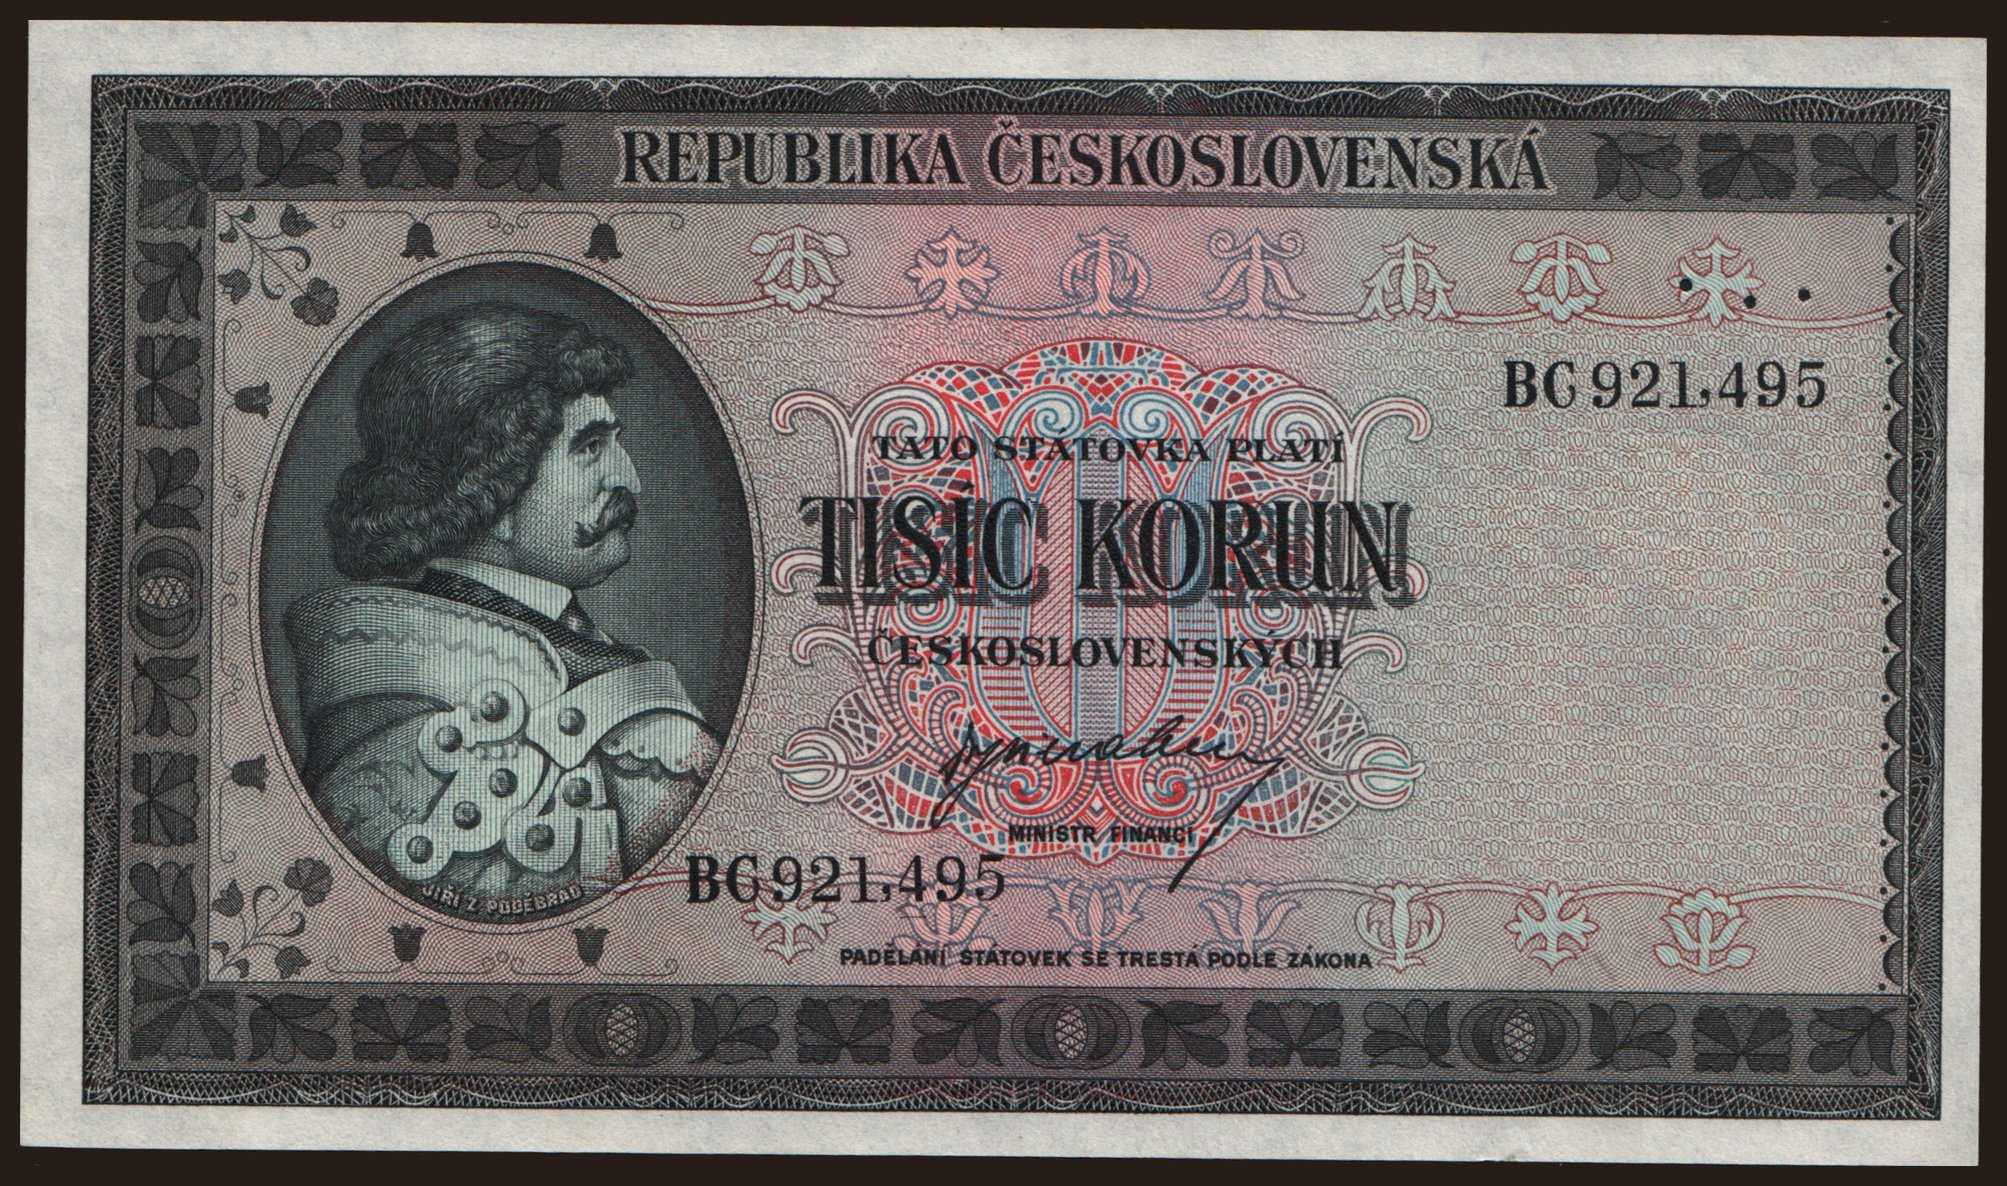 REPUBLIKA ČESKOSLOVENSKÁ
BC 921,495
TATO STÁTOVKA PLATÍ
TISÍC KORUN
ČESKOSLOVENSKÝCH
MINISTR FINANCÍ
BC 921,495
JIŘÍ Z PODĚBRAD
PADĚLÁNÍ STÁTOVEK SE TRESTÁ PODLE ZÁKONA